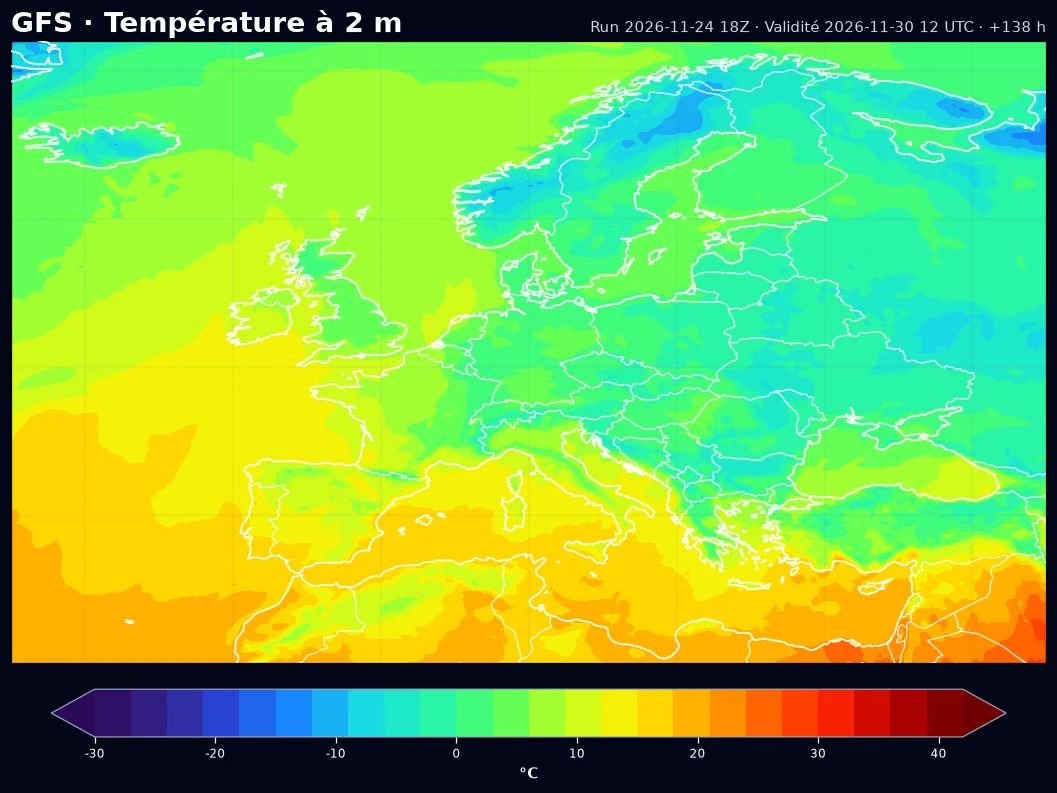 GFS · Température à 2 m
Run 2026-11-24 18Z · Validité 2026-11-30 12 UTC · +138 h
-30 -20 -10 0 10 20 30 40
°C